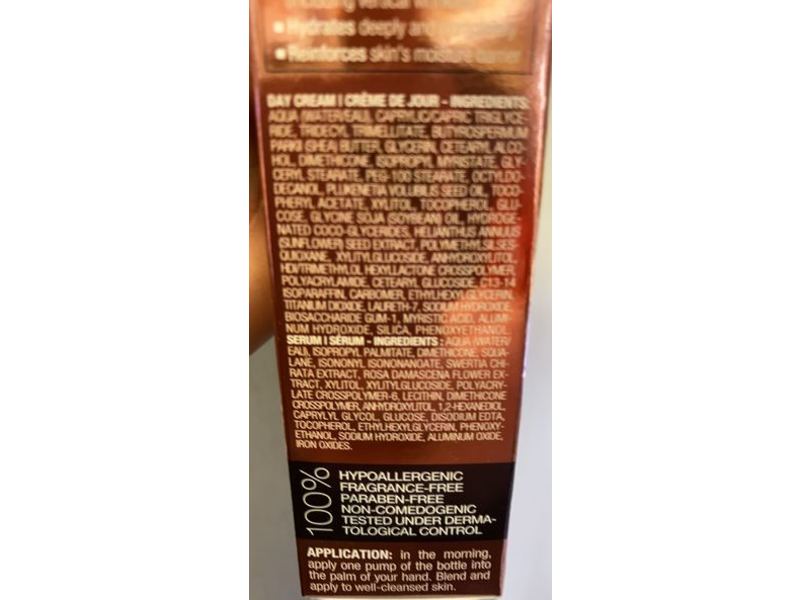 including vertical
■ Hydrates deeply and
■ Reinforces skin's moisture barrier
DAY CREAM I CRÈME DE JOUR - INGREDIENTS:
AQUA (WATER/EAU), CAPRYLIC/CAPRIC TRIGLYCE
RIDE, TRIDECYL TRIMELLITATE, BUTYROSPERMUM
PARKII (SHEA) BUTTER, GLYCERIN, CETEARYL ALCO
HOL, DIMETHICONE, ISOPROPYL MYRISTATE, GLY-
CERYL STEARATE, PEG-100 STEARATE, OCTYLDO-
DECANOL, PLUKENETIA VOLUBILIS SEED OIL, TOCO-
PHERYL ACETATE, XYLITOL, TOCOPHEROL, GLU-
COSE, GLYCINE SOJA (SOYBEAN) OIL, HYDROGE-
NATED COCO-GLYCERIDES, HELIANTHUS ANNUUS
(SUNFLOWER) SEED EXTRACT, POLYMETHYLSILSES-
QUIOXANE, XYLITYLGLUCOSIDE, ANHYDROXYLITOL,
HDI/TRIMETHYLOL HEXYLLACTONE CROSSPOLYMER,
POLYACRYLAMIDE, CETEARYL GLUCOSIDE, C13-14
ISOPARAFFIN, CARBOMER, ETHYLHEXYLGLYCERIN,
TITANIUM DIOXIDE, LAURETH-7, SODIUM HYDROXIDE,
BIOSACCHARIDE GUM-1, MYRISTIC ACID, ALUMI
NUM HYDROXIDE, SILICA, PHENOXYETHANOL
SERUM I SÉRUM - INGREDIENTS : AQUA (WATER/
EAU), ISOPROPYL PALMITATE, DIMETHICONE, SQUA-
LANE, ISONONYL ISONONANOATE, SWERTIA CHI-
RATA EXTRACT, ROSA DAMASCENA FLOWER EX-
TRACT, XYLITOL, XYLITYLGLUCOSIDE, POLYACRY-
LATE CROSSPOLYMER-6, LECITHIN, DIMETHICONE
CROSSPOLYMER, ANHYDROXYLITOL, 1,2-HEXANEDIOL,
CAPRYLYL GLYCOL, GLUCOSE, DISODIUM EDTA,
TOCOPHEROL, ETHYLHEXYLGLYCERIN, PHENOXY-
ETHANOL, SODIUM HYDROXIDE, ALUMINUM OXIDE,
IRON OXIDES.
100%
HYPOALLERGENIC
FRAGRANCE-FREE
PARABEN-FREE
NON-COMEDOGENIC
TESTED UNDER DERMA-
TOLOGICAL CONTROL
APPLICATION: in the morning,
apply one pump of the bottle into
the palm of your hand. Blend and
apply to well-cleansed skin.